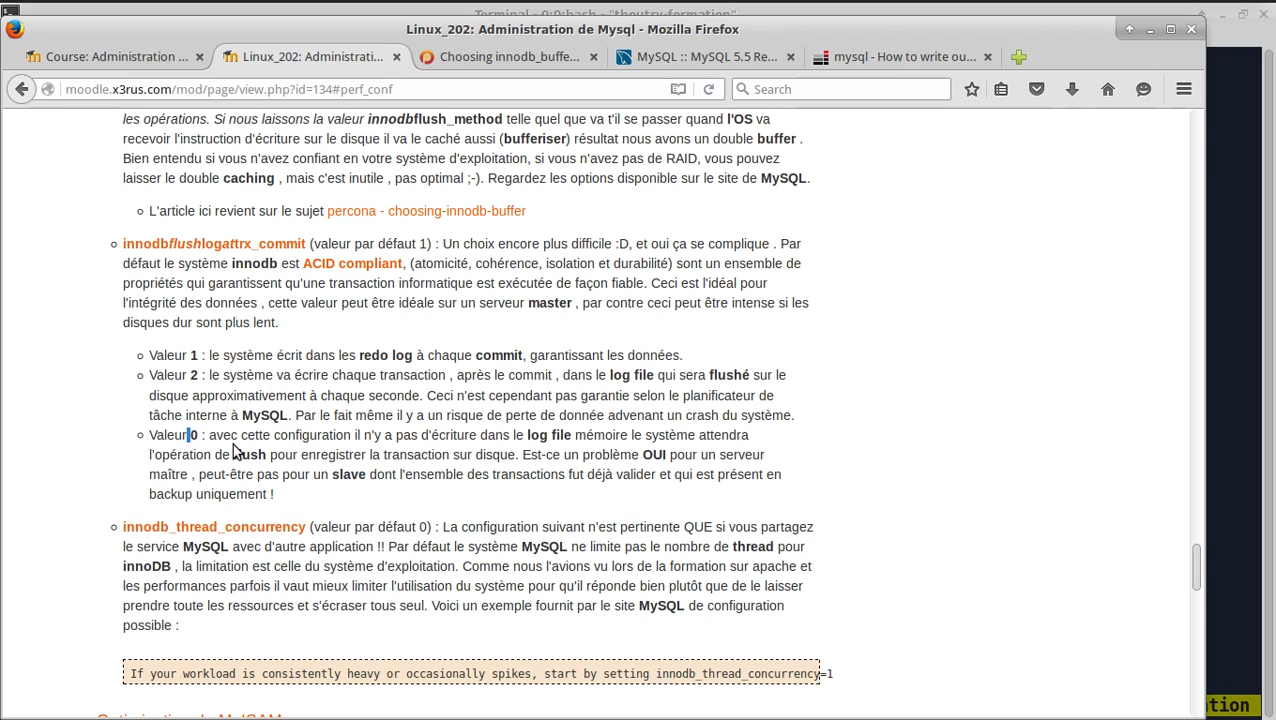 Terminal - 0:0:bash - "thoutry-formation"
Linux_202: Administration de Mysql - Mozilla Firefox
Course: Administration ... Linux_202: Administrati... Choosing innodb_buffe... MySQL :: MySQL 5.5 Re... mysql - How to write ou...
moodle.x3rus.com/mod/page/view.php?id=134#perf_conf Search
les opérations. Si nous laissons la valeur innodbflush_method telle quel que va t'il se passer quand l'OS va
recevoir l'instruction d'écriture sur le disque il va le caché aussi (bufferiser) résultat nous avons un double buffer .
Bien entendu si vous n'avez confiant en votre système d'exploitation, si vous n'avez pas de RAID, vous pouvez
laisser le double caching , mais c'est inutile , pas optimal ;-). Regardez les options disponible sur le site de MySQL.
L'article ici revient sur le sujet percona - choosing-innodb-buffer
innodbflushlogattrx_commit (valeur par défaut 1) : Un choix encore plus difficile :D, et oui ça se complique . Par
défaut le système innodb est ACID compliant, (atomicité, cohérence, isolation et durabilité) sont un ensemble de
propriétés qui garantissent qu'une transaction informatique est exécutée de façon fiable. Ceci est l'idéal pour
l'intégrité des données , cette valeur peut être idéale sur un serveur master , par contre ceci peut être intense si les
disques dur sont plus lent.
Valeur 1 : le système écrit dans les redo log à chaque commit, garantissant les données.
Valeur 2 : le système va écrire chaque transaction , après le commit , dans le log file qui sera flushé sur le
disque approximativement à chaque seconde. Ceci n'est cependant pas garantie selon le planificateur de
tâche interne à MySQL. Par le fait même il y a un risque de perte de donnée advenant un crash du système.
Valeur 0 : avec cette configuration il n'y a pas d'écriture dans le log file mémoire le système attendra
l'opération de flush pour enregistrer la transaction sur disque. Est-ce un problème OUI pour un serveur
maître , peut-être pas pour un slave dont l'ensemble des transactions fut déjà valider et qui est présent en
backup uniquement !
innodb_thread_concurrency (valeur par défaut 0) : La configuration suivant n'est pertinente QUE si vous partagez
le service MySQL avec d'autre application !! Par défaut le système MySQL ne limite pas le nombre de thread pour
innoDB , la limitation est celle du système d'exploitation. Comme nous l'avions vu lors de la formation sur apache et
les performances parfois il vaut mieux limiter l'utilisation du système pour qu'il réponde bien plutôt que de le laisser
prendre toute les ressources et s'écraser tous seul. Voici un exemple fournit par le site MySQL de configuration
possible :
If your workload is consistently heavy or occasionally spikes, start by setting innodb_thread_concurrency=1
ation